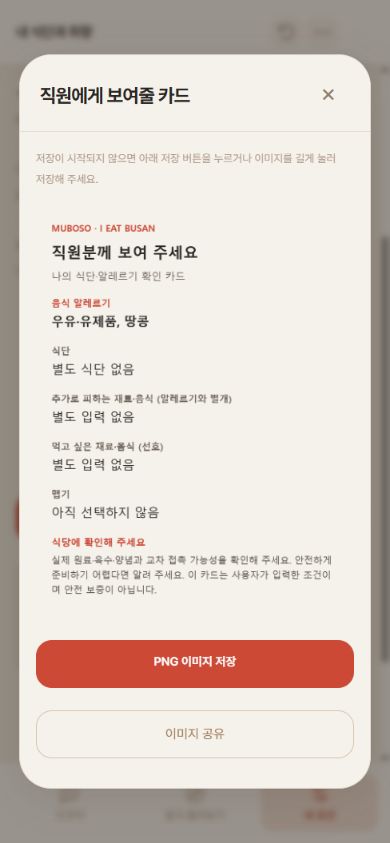 직원에게 보여줄 카드
저장이 시작되지 않으면 아래 저장 버튼을 누르거나 이미지를 길게 눌러
저장해 주세요.
MUBOSO · I EAT BUSAN
직원분께 보여 주세요
나의 식단·알레르기 확인 카드
음식 알레르기
우유·유제품, 땅콩
식단
별도 식단 없음
추가로 피하는 재료·음식 (알레르기와 별개)
별도 입력 없음
먹고 싶은 재료·음식 (선호)
별도 입력 없음
맵기
아직 선택하지 않음
식당에 확인해 주세요
실제 원료·육수·양념과 교차 접촉 가능성을 확인해 주세요. 안전하게
준비하기 어렵다면 알려 주세요. 이 카드는 사용자가 입력한 조건이
며 안전 보증이 아닙니다.
PNG 이미지 저장
이미지 공유